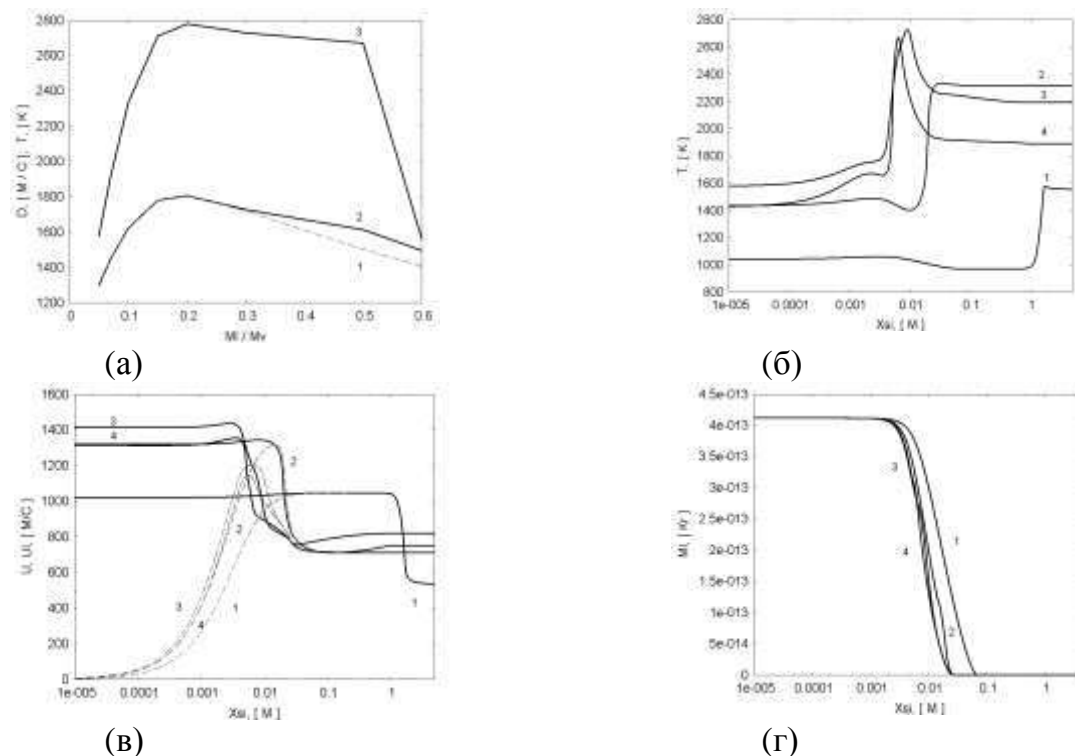 D, [ M / C ], T, [ K ]
2800
2600
2400
2200
2000
1800
1600
1400
1200
3
2
1
0 0.1 0.2 0.3 0.4 0.5 0.6
Ml / Mv
(а)
T, [ K ]
2800
2600
2400
2200
2000
1800
1600
1400
1200
1000
800
2
3
4
1
1e-005 0.0001 0.001 0.01 0.1 1
Xsi, [ M ]
(б)
U, Ul, [ M/C ]
1600
1400
1200
1000
800
600
400
200
0
3
4
2
2
3
1
4
1
1e-005 0.0001 0.001 0.01 0.1 1
Xsi, [ M ]
(в)
Ml, [ Кг ]
4.5e-013
4e-013
3.5e-013
3e-013
2.5e-013
2e-013
1.5e-013
1e-013
5e-014
0
3
1
4
2
1e-005 0.0001 0.001 0.01 0.1 1
Xsi, [ M ]
(г)